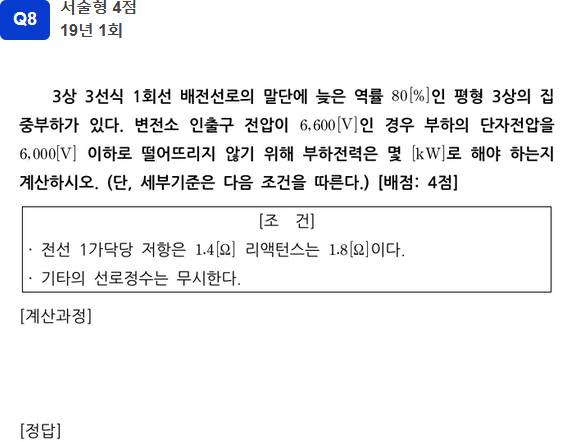 Q8
서술형 4점
19년 1회
3상 3선식 1회선 배전선로의 말단에 늦은 역률 80[%]인 평형 3상의 집
중부하가 있다. 변전소 인출구 전압이 6,600[V]인 경우 부하의 단자전압을
6,000[V] 이하로 떨어뜨리지 않기 위해 부하전력은 몇 [kW]로 해야 하는지
계산하시오. (단, 세부기준은 다음 조건을 따른다.) [배점: 4점]
[조 건]
· 전선 1가닥당 저항은 1.4[Ω] 리액턴스는 1.8[Ω]이다.
· 기타의 선로정수는 무시한다.
[계산과정]
[정답]